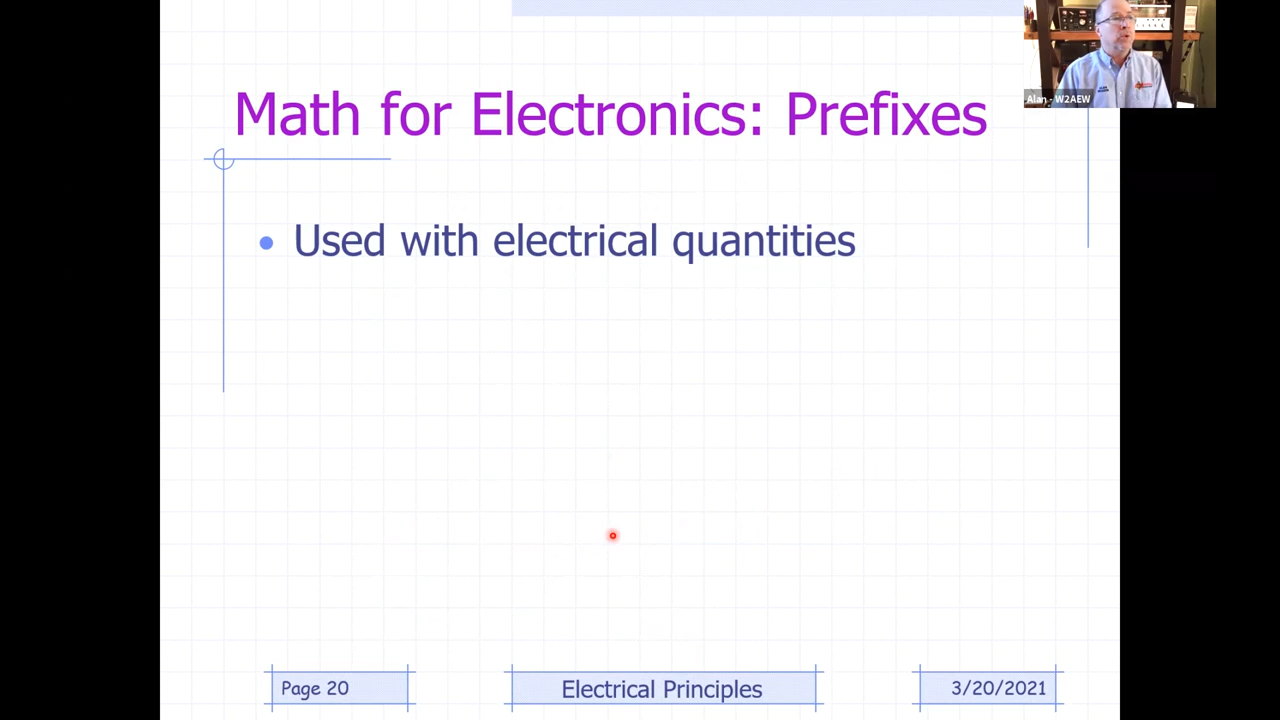 Math for Electronics: Prefixes
Alan - W2AEW
• Used with electrical quantities
Page 20
Electrical Principles
3/20/2021